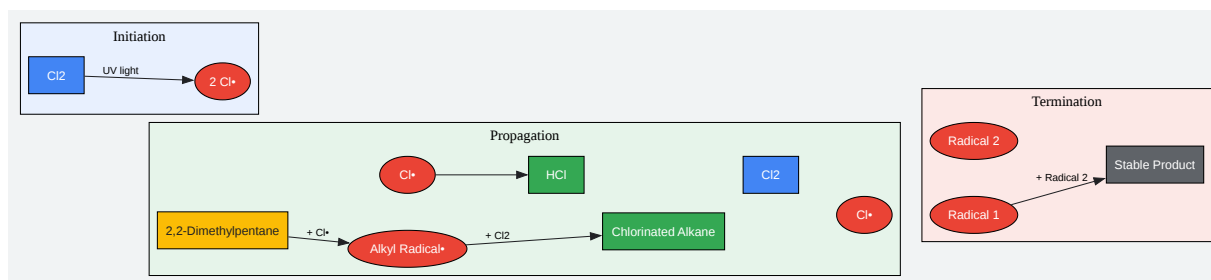 Initiation
Cl2
UV light
2 Cl•
Propagation
Cl•
HCl
Cl2
Cl•
2,2-Dimethylpentane
+ Cl•
Alkyl Radical•
+ Cl2
Chlorinated Alkane
Termination
Radical 2
Stable Product
+ Radical 2
Radical 1